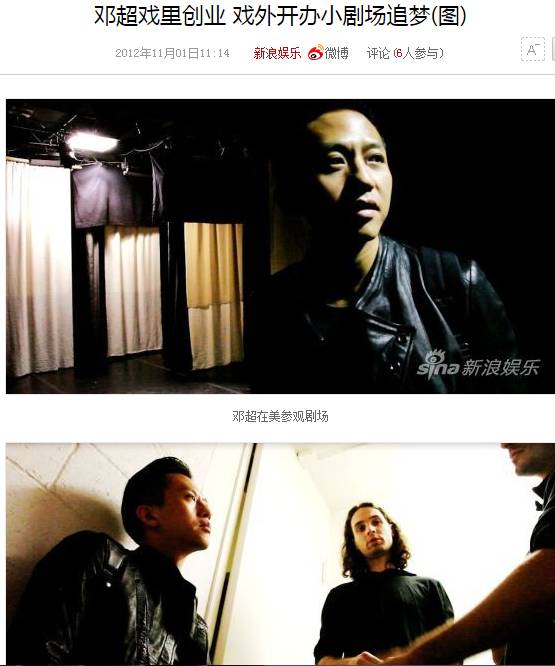 邓超戏里创业 戏外开办小剧场追梦(图)
2012年11月01日11:14 新浪娱乐 微博 评论 (6人参与)
A-
sina新浪娱乐
邓超在美参观剧场